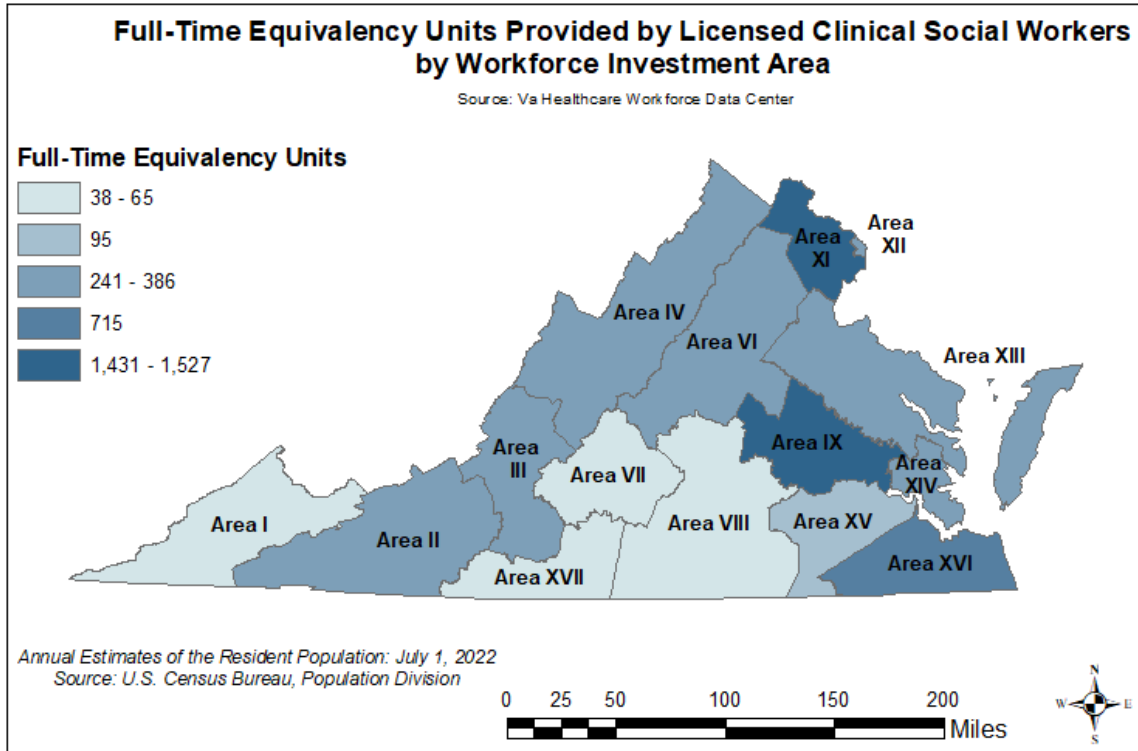 Full-Time Equivalency Units Provided by Licensed Clinical Social Workers
by Workforce Investment Area
Source: Va Healthcare Workforce Data Center
Full-Time Equivalency Units
38 - 65
95
241 - 386
715
1,431 - 1,527
Area
XII
Area
XI
Area IV
Area VI
Area XIII
Area IX
Area
III
Area VII
Area
XIV
Area I
Area II
Area VIII
Area XV
Area XVII
Area XVI
Annual Estimates of the Resident Population: July 1, 2022
Source: U.S. Census Bureau, Population Division
0 25 50 100 150 200
Miles
N
W E
S